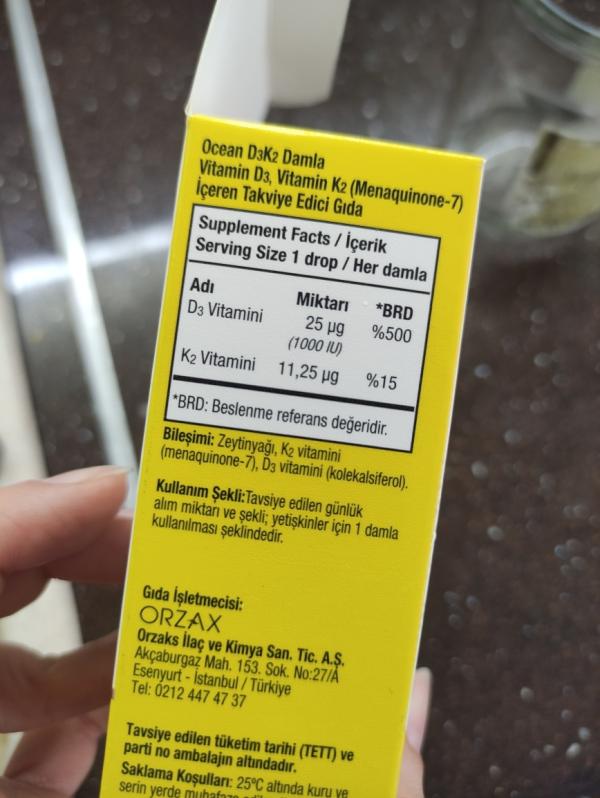 Ocean D3K2 Damla
Vitamin D3, Vitamin K2 (Menaquinone-7)
İçeren Takviye Edici Gıda
Supplement Facts / İçerik
Serving Size 1 drop / Her damla
Adı Miktarı *BRD
D3 Vitamini 25 µg %500
(1000 IU)
K2 Vitamini 11,25 µg %15
*BRD: Beslenme referans değeridir.
Bileşimi: Zeytinyağı, K2 vitamini
(menaquinone-7), D3 vitamini (kolekalsiferol).
Kullanım Şekli:Tavsiye edilen günlük
alım miktarı ve şekli; yetişkinler için 1 damla
kullanılması şeklindedir.
Gıda İşletmecisi:
ORZAX
Orzaks İlaç ve Kimya San. Tic. A.Ş.
Akçaburgaz Mah. 153. Sok. No:27/A
Esenyurt - İstanbul / Türkiye
Tel: 0212 447 47 37
Tavsiye edilen tüketim tarihi (TETT) ve
parti no ambalajın altındadır.
Saklama Koşulları: 25ºC altında kuru ve
serin yerde